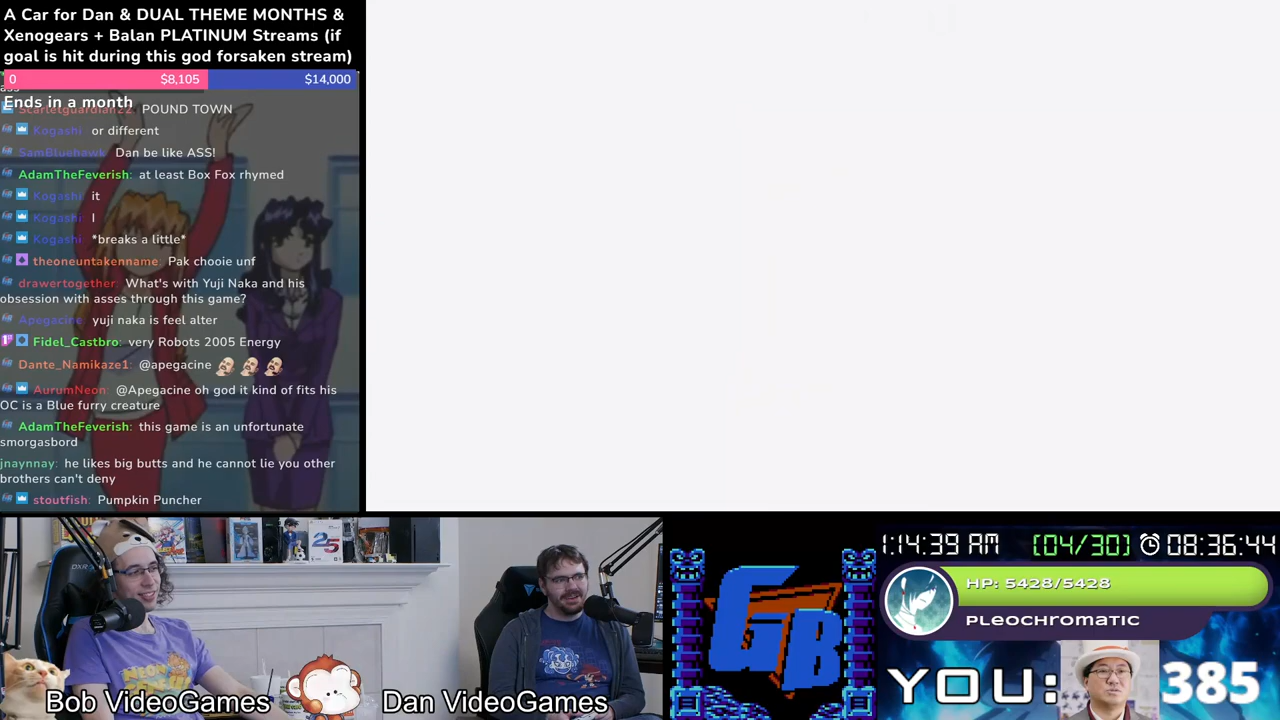 A Car for Dan & DUAL THEME MONTHS &
Xenogears + Balan PLATINUM Streams (if
goal is hit during this god forsaken stream)
0 $8,105 $14,000
Ends in a month
Scarletguardian22: POUND TOWN
Kogashi: or different
SamBluehawk: Dan be like ASS!
AdamTheFeverish: at least Box Fox rhymed
Kogashi: it
Kogashi: I
Kogashi: *breaks a little*
theoneuntakenname: Pak chooie unf
drawertogether: What's with Yuji Naka and his
obsession with asses through this game?
Apegacine: yuji naka is feel alter
Fidel_Castbro: very Robots 2005 Energy
Dante_Namikaze1: @apegacine
AurumNeon: @Apegacine oh god it kind of fits his
OC is a Blue furry creature
AdamTheFeverish: this game is an unfortunate
smorgasbord
jnaynnay: he likes big butts and he cannot lie you other
brothers can't deny
stoutfish: Pumpkin Puncher
1:14:39 AM [04/30] 08:36:44
HP: 5428/5428
Pleochromatic
GB
YOU: 385
Bob VideoGames
Dan VideoGames